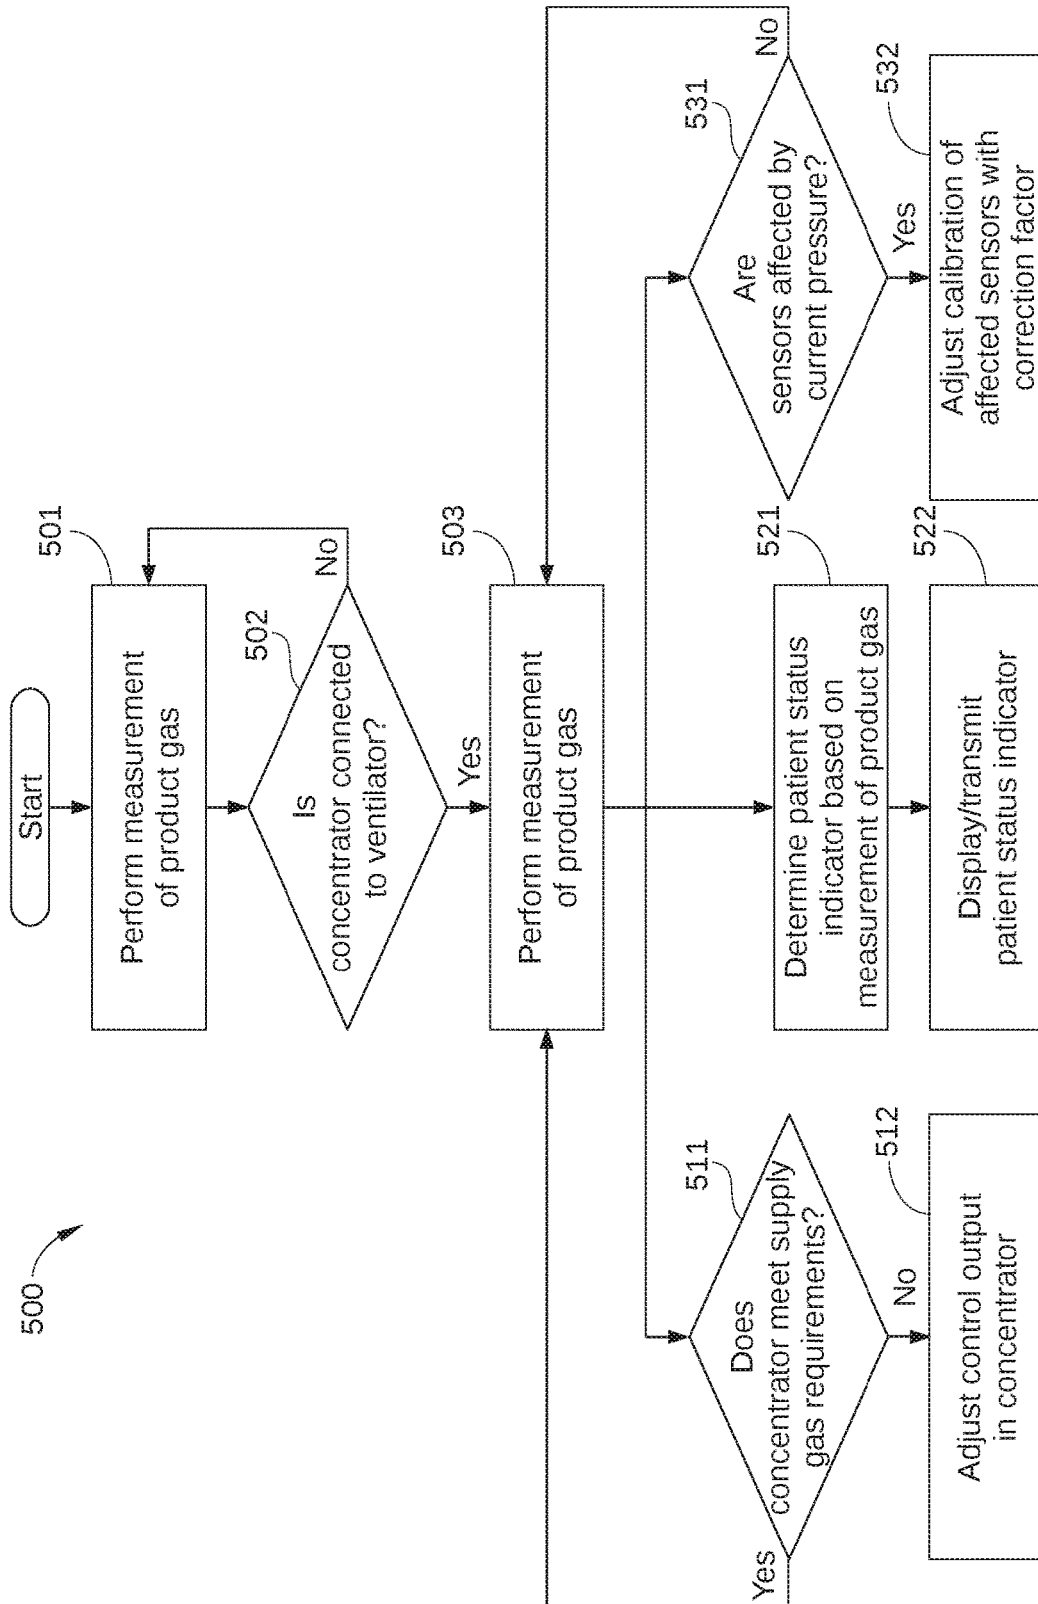 500
Start
501
Perform measurement
of product gas
502
Is
concentrator connected
to ventilator?
No
Yes
503
Perform measurement
of product gas
511
Does
concentrator meet supply
gas requirements?
Yes
No
512
Adjust control output
in concentrator
521
Determine patient status
indicator based on
measurement of product gas
522
Display/transmit
patient status indicator
531
Are
sensors affected by
current pressure?
No
Yes
532
Adjust calibration of
affected sensors with
correction factor